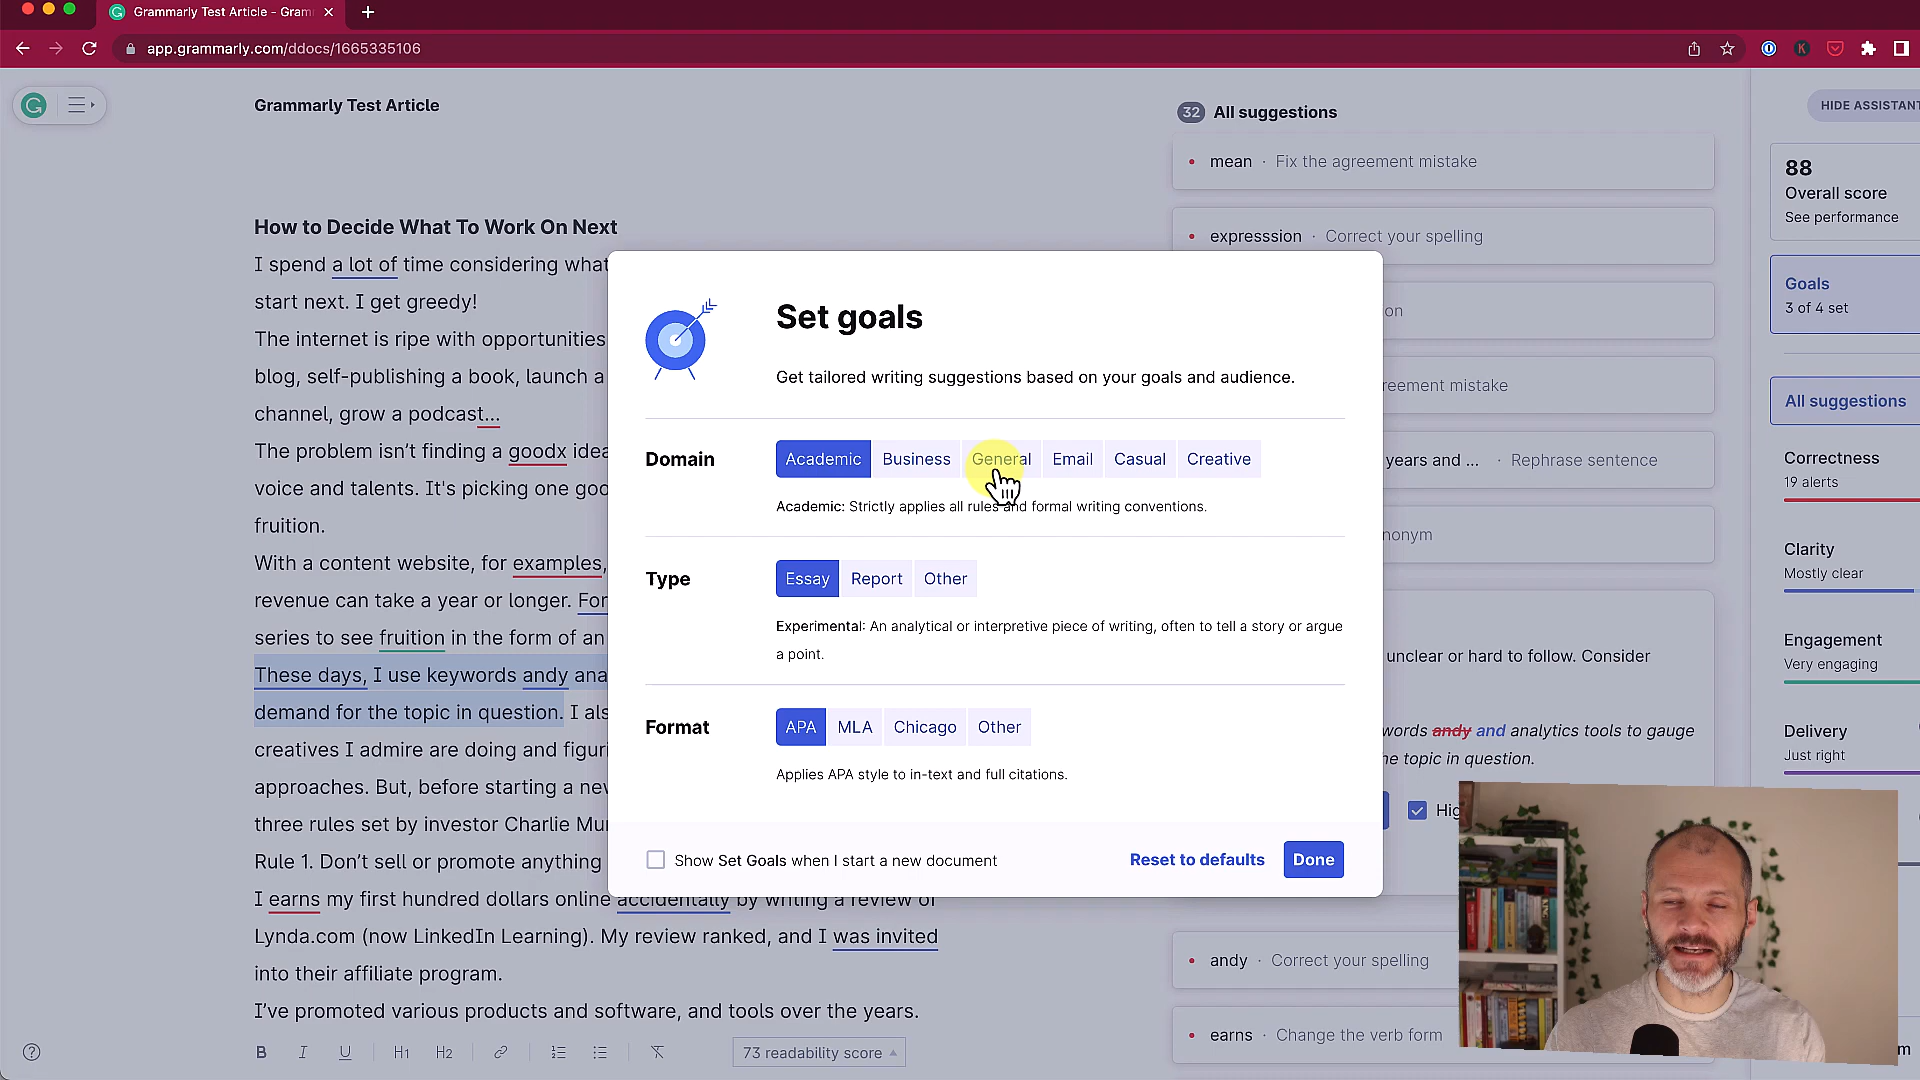 Grammarly Test Article - Gram
app.grammarly.com/ddocs/1665335106
Grammarly Test Article
32 All suggestions
HIDE ASSISTANT
mean · Fix the agreement mistake
88
Overall score
See performance
How to Decide What To Work On Next
expresssion · Correct your spelling
I spend a lot of time considering what
start next. I get greedy!
The internet is ripe with opportunities
blog, self-publishing a book, launch a
channel, grow a podcast...
The problem isn't finding a goodx idea
voice and talents. It's picking one goo
fruition.
With a content website, for examples,
revenue can take a year or longer. For
series to see fruition in the form of an
These days, I use keywords andy ana
demand for the topic in question. I als
creatives I admire are doing and figuri
approaches. But, before starting a new
three rules set by investor Charlie Mun
Rule 1. Don't sell or promote anything
I earns my first hundred dollars online accidentally by writing a review of
Lynda.com (now LinkedIn Learning). My review ranked, and I was invited
into their affiliate program.
I've promoted various products and software, and tools over the years.
Set goals
Get tailored writing suggestions based on your goals and audience.
Domain
Academic Business General Email Casual Creative
Academic: Strictly applies all rules and formal writing conventions.
Type
Essay Report Other
Experimental: An analytical or interpretive piece of writing, often to tell a story or argue
a point.
Format
APA MLA Chicago Other
Applies APA style to in-text and full citations.
Show Set Goals when I start a new document
Reset to defaults
Done
on
reement mistake
years and ... · Rephrase sentence
nonym
unclear or hard to follow. Consider
words andy and analytics tools to gauge
he topic in question.
Hig
andy · Correct your spelling
earns · Change the verb form
Goals
3 of 4 set
All suggestions
Correctness
19 alerts
Clarity
Mostly clear
Engagement
Very engaging
Delivery
Just right
B I U H1 H2
73 readability score